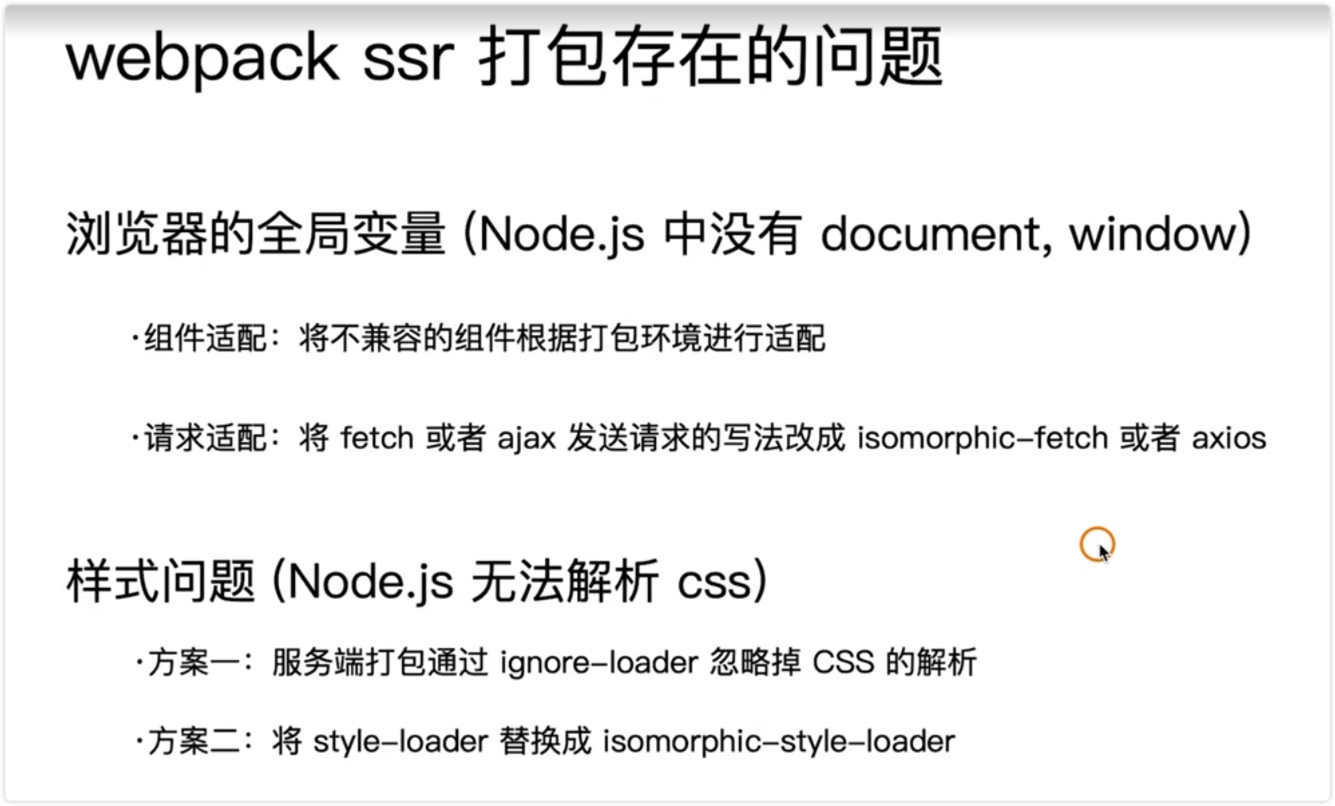 webpack ssr 打包存在的问题
浏览器的全局变量 (Node.js 中没有 document, window)
·组件适配：将不兼容的组件根据打包环境进行适配
·请求适配：将 fetch 或者 ajax 发送请求的写法改成 isomorphic-fetch 或者 axios
样式问题 (Node.js 无法解析 css)
·方案一：服务端打包通过 ignore-loader 忽略掉 CSS 的解析
·方案二：将 style-loader 替换成 isomorphic-style-loader